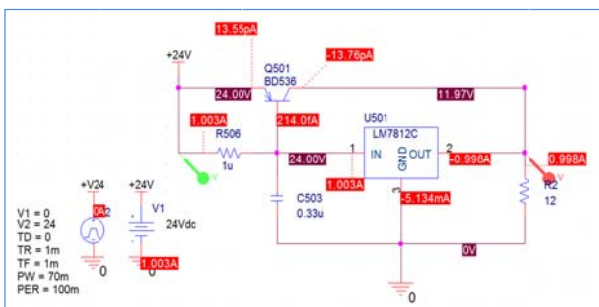 13.55pA
-13.76pA
+24V
Q501
BD536
24.00V
11.97V
1.003A
R506
214.0fA
U501
LM7812C
1u
24.00V
1
IN
GND
OUT
2
-0.998A
0.998A
V
V
1.003A
3
-5.134mA
R2
12
C503
0.33u
+V24
+24V
V1 = 0
V2 = 24
TD = 0
TR = 1m
TF = 1m
PW = 70m
PER = 100m
0A
2
V1
24Vdc
1.003A
0V
0
0
0